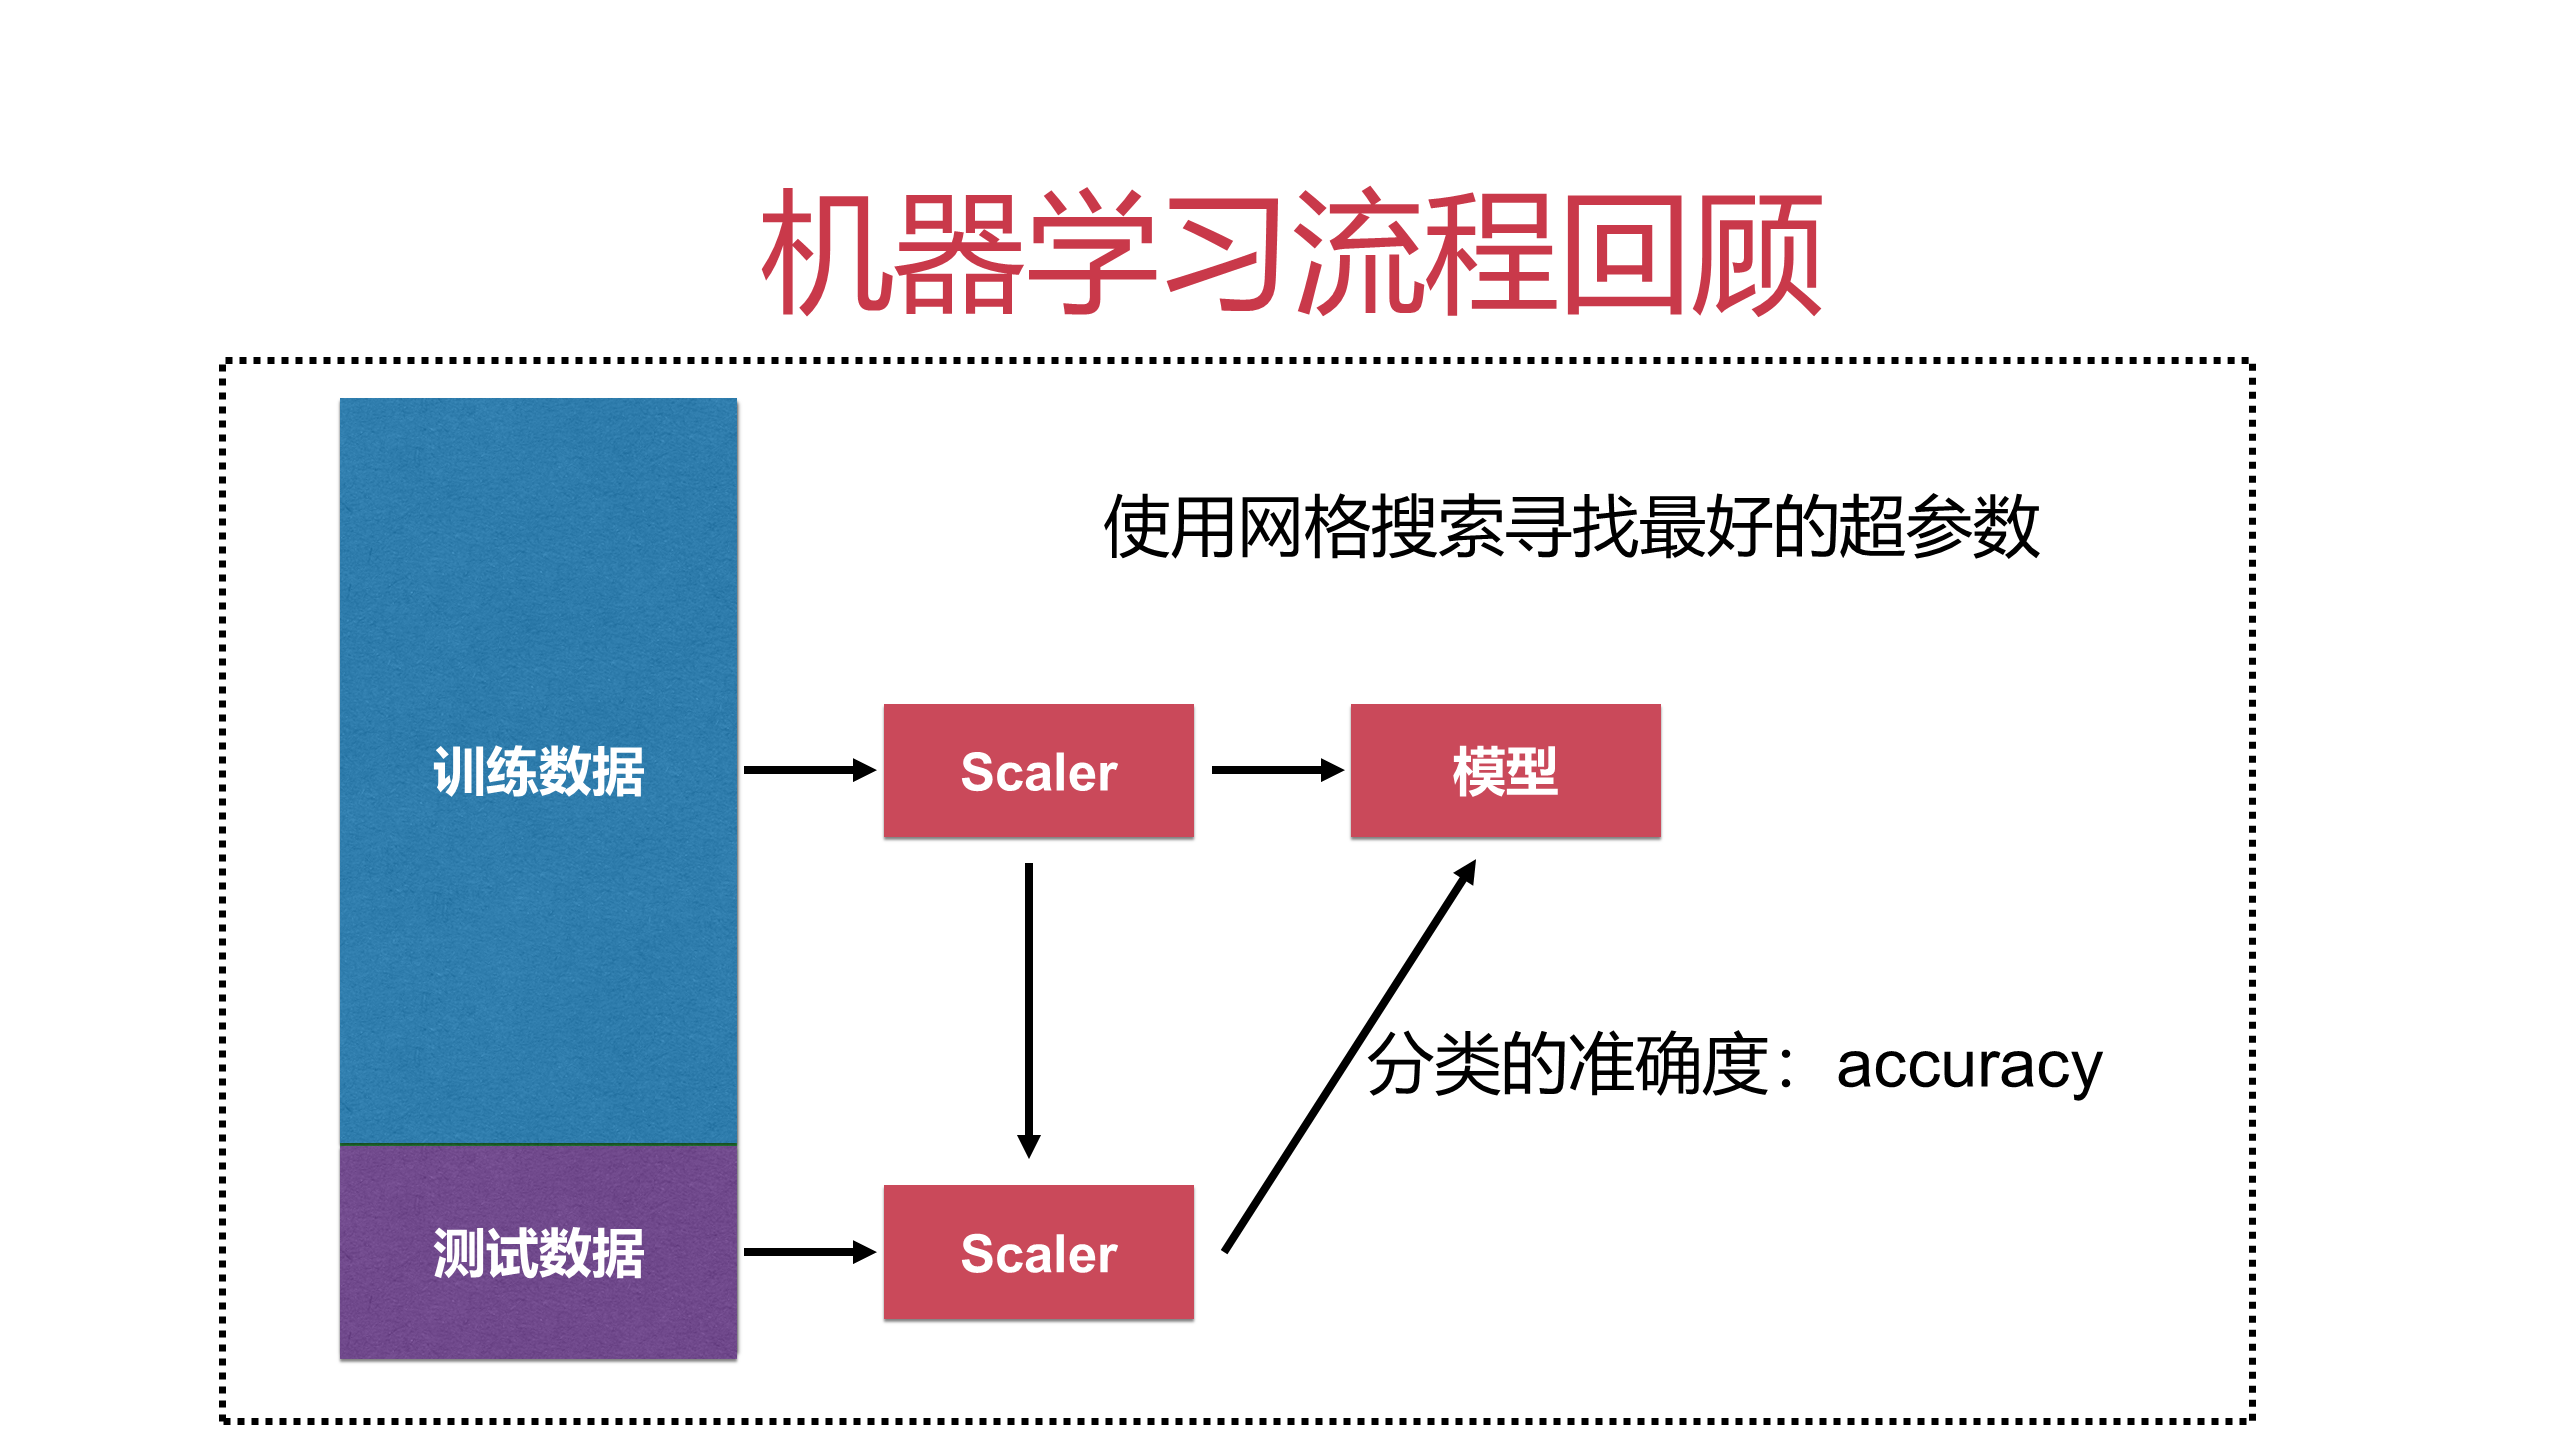 机器学习流程回顾
使用网格搜索寻找最好的超参数
训练数据
Scaler
模型
分类的准确度：accuracy
测试数据
Scaler